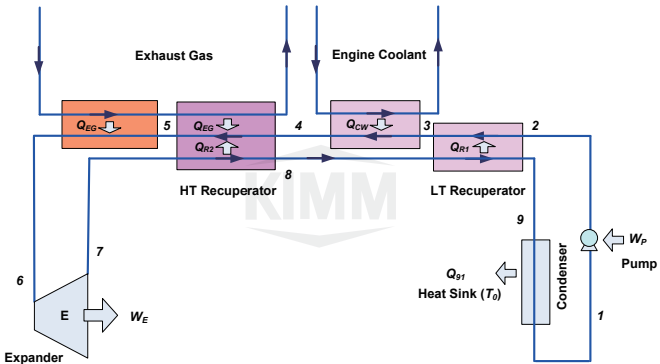 Exhaust Gas
Engine Coolant
Q_EG
5
Q_EG
Q_R2
4
Q_CW
3
2
Q_R1
8
HT Recuperator
LT Recuperator
KIMM
9
7
6
W_P
Pump
Q_91
Heat Sink (T_0)
Condenser
1
E
W_E
Expander